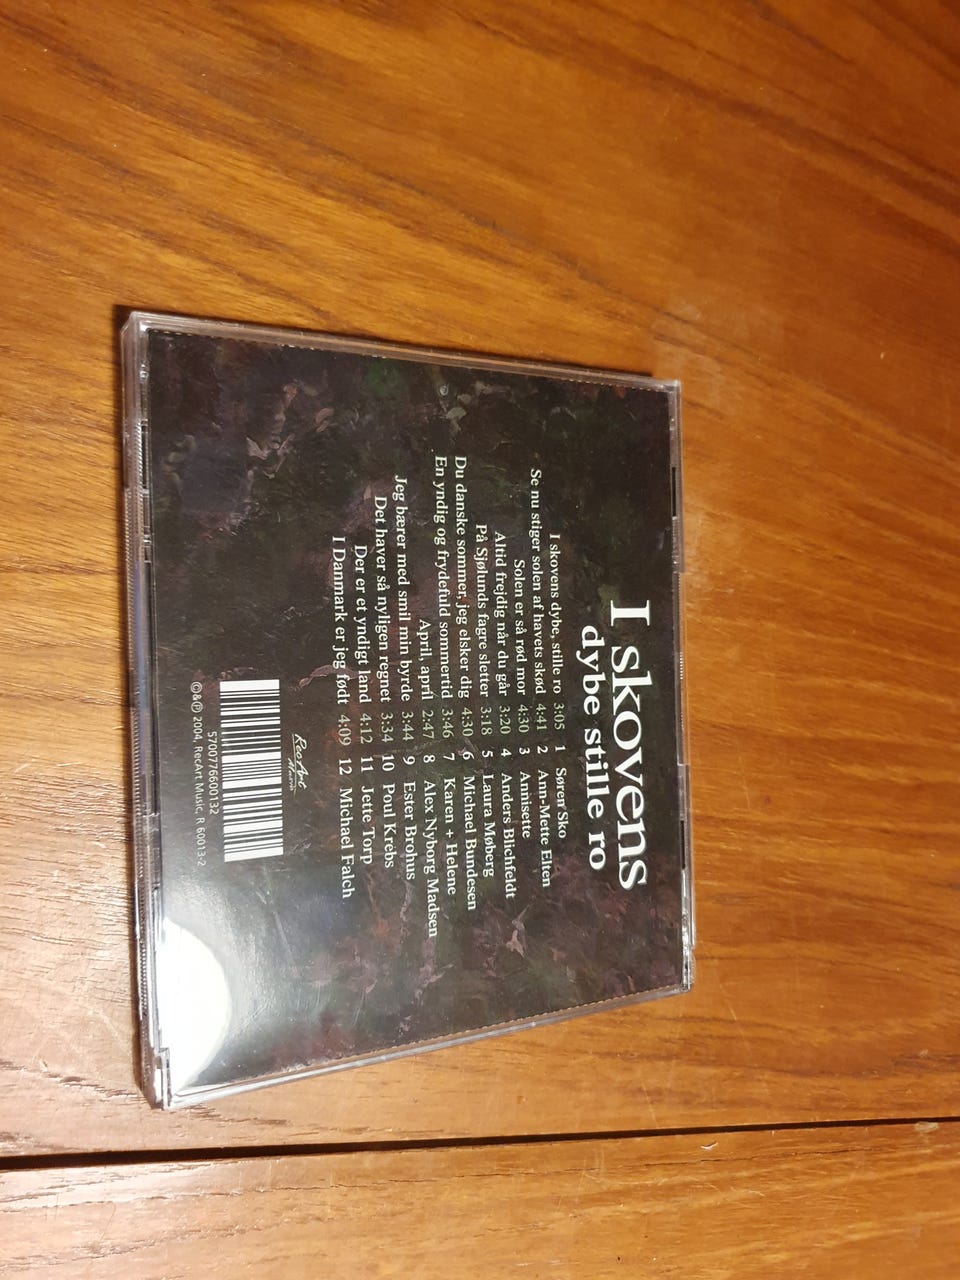 I skovens
dybe stille ro
I skovens dybe, stille ro 3:05 1 Søren Sko
Se nu stiger solen af havets skød 4:41 2 Ann-Mette Elten
Solen er så rød mor 4:30 3 Annisette
Altid frejdig når du går 3:20 4 Anders Blichfeldt
På Sjølunds fagre sletter 3:18 5 Laura Møberg
Du danske sommer, jeg elsker dig 4:30 6 Michael Bundesen
En yndig og frydefuld sommertid 3:46 7 Karen + Helene
April, april 2:47 8 Alex Nyborg Madsen
Jeg bærer med smil min byrde 3:44 9 Ester Brohus
Det haver så nyligen regnet 3:34 10 Poul Krebs
Der er et yndigt land 4:12 11 Jette Torp
I Danmark er jeg født 4:09 12 Michael Falch
RecArt
Music
5700776600132
©&℗ 2004, RecArt Music, R 60013-2